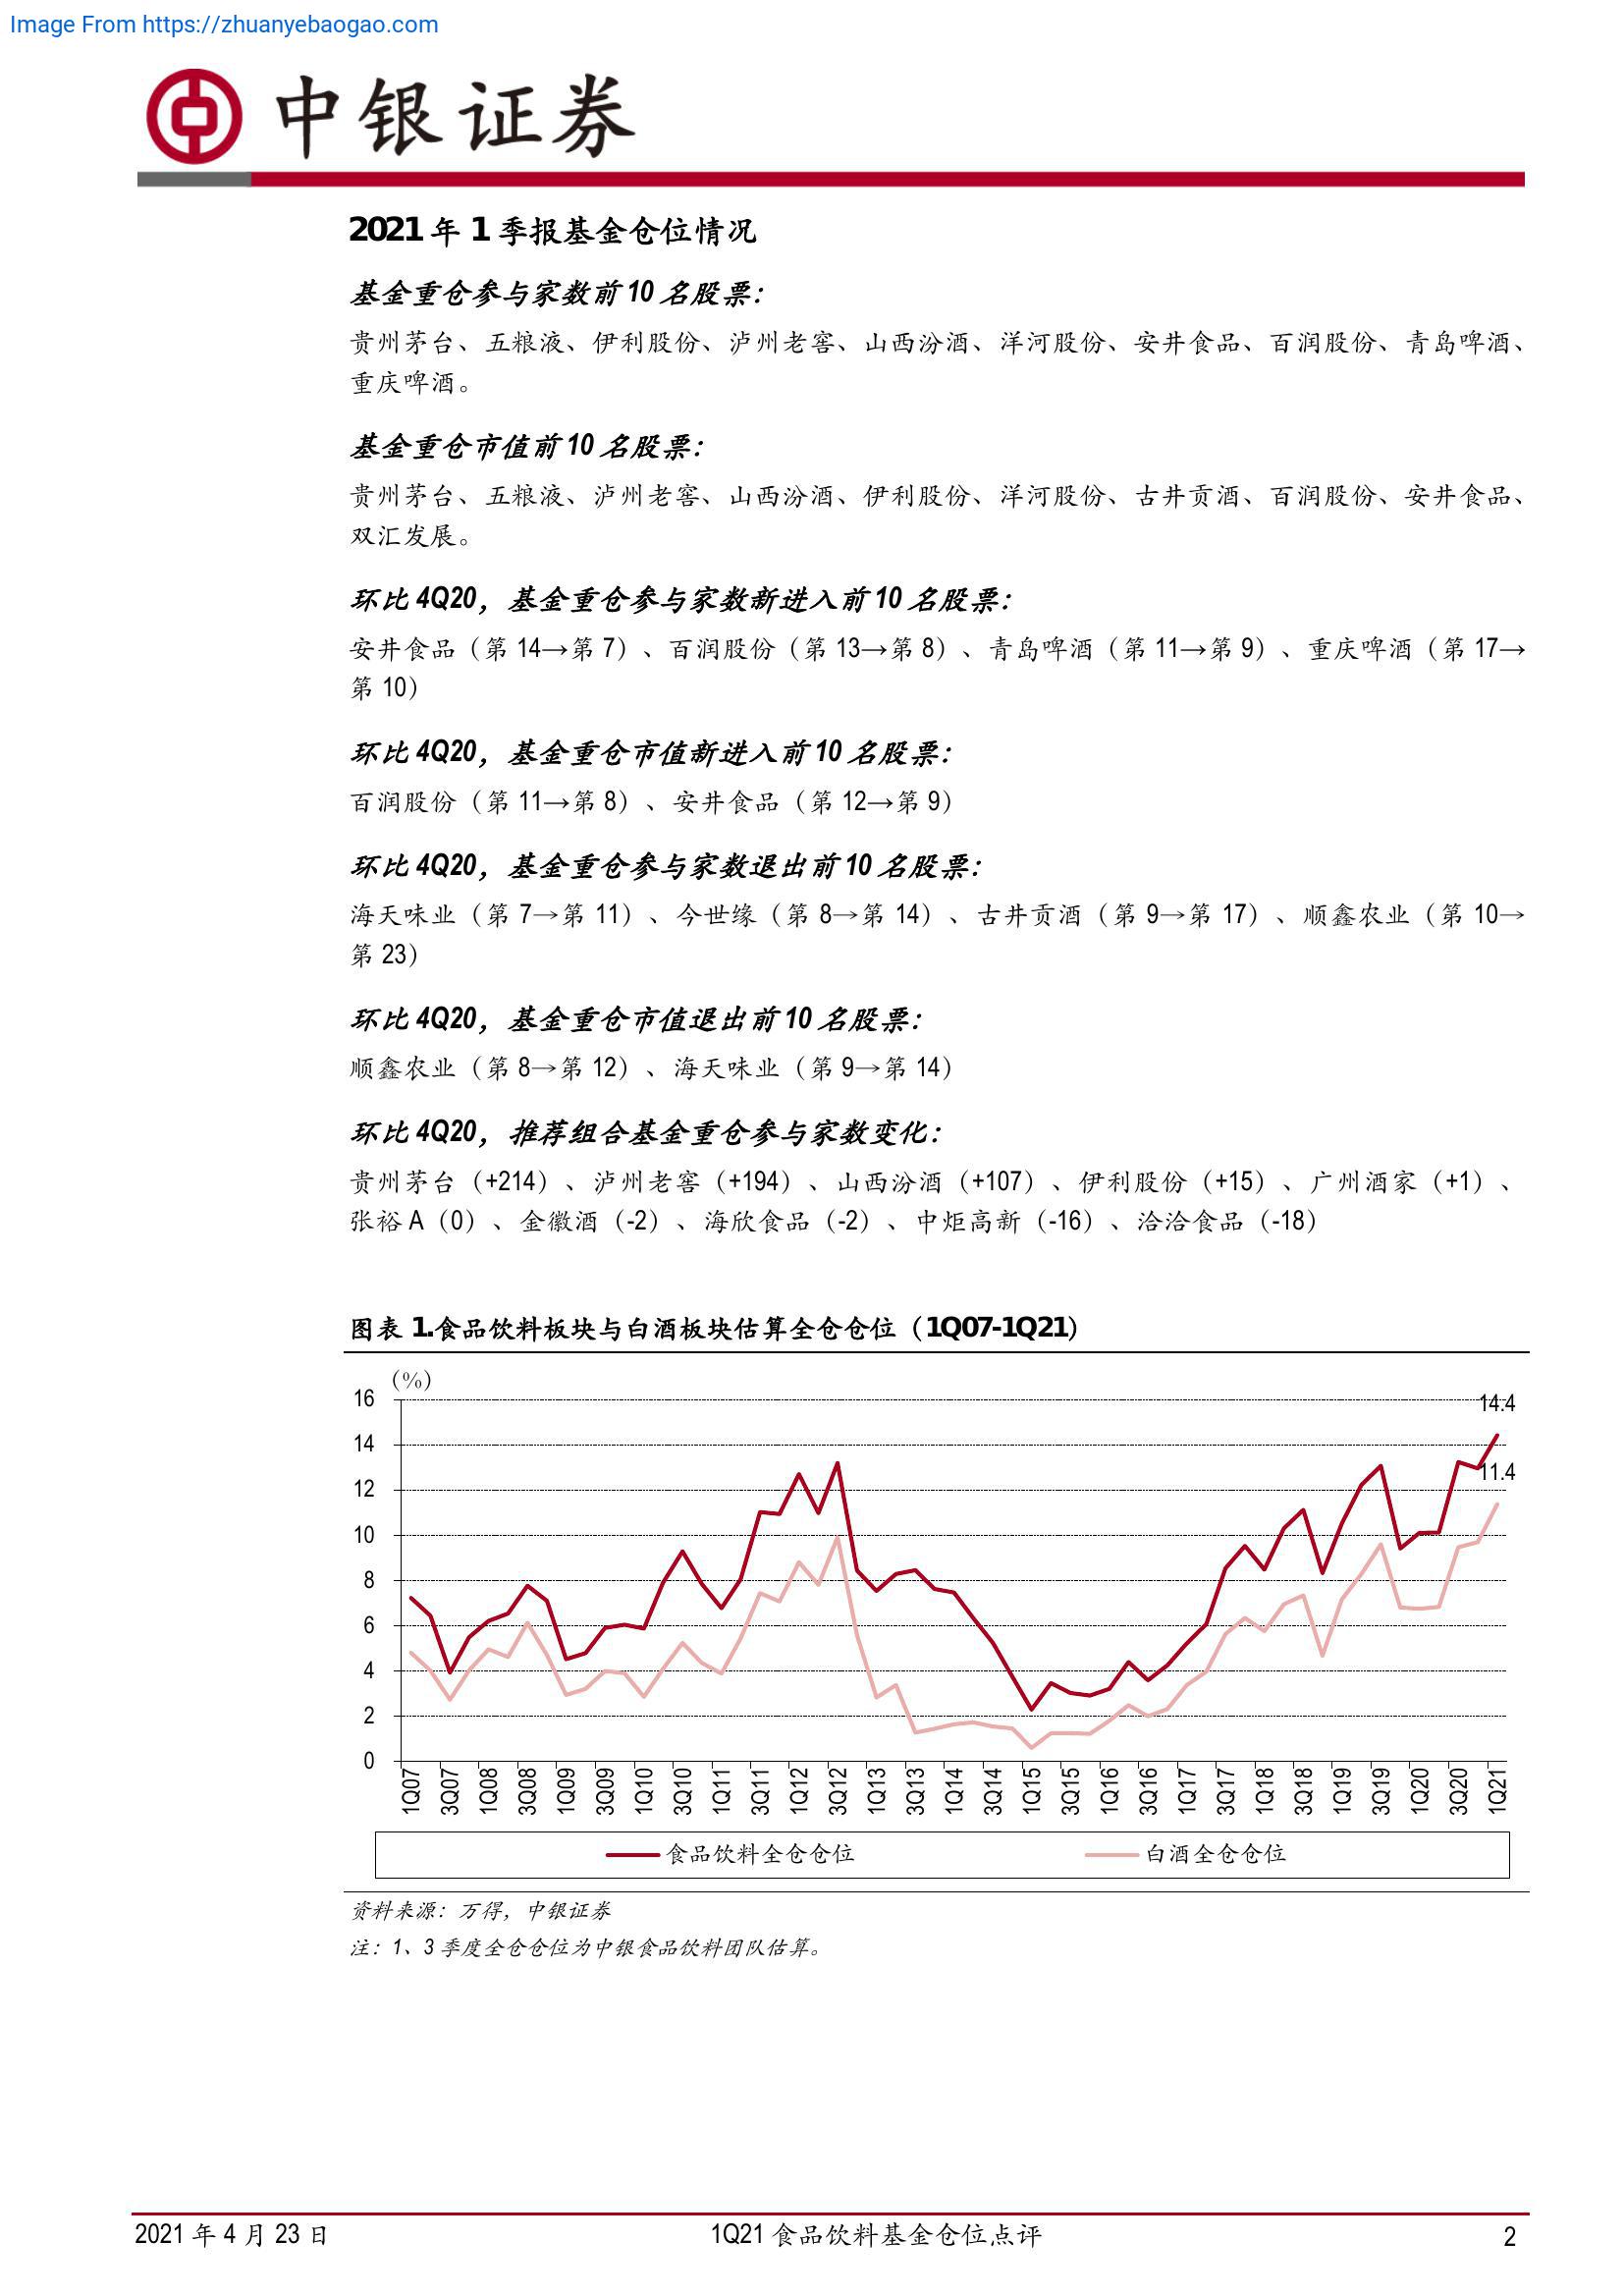 Image From https://zhuanyebaogao.com
中银证券
2021 年 1 季报基金仓位情况
基金重仓参与家数前 10 名股票：
贵州茅台、五粮液、伊利股份、泸州老窖、山西汾酒、洋河股份、安井食品、百润股份、青岛啤酒、
重庆啤酒。
基金重仓市值前 10 名股票：
贵州茅台、五粮液、泸州老窖、山西汾酒、伊利股份、洋河股份、古井贡酒、百润股份、安井食品、
双汇发展。
环比 4Q20，基金重仓参与家数新进入前 10 名股票：
安井食品（第 14→第 7）、百润股份（第 13→第 8）、青岛啤酒（第 11→第 9）、重庆啤酒（第 17→
第 10）
环比 4Q20，基金重仓市值新进入前 10 名股票：
百润股份（第 11→第 8）、安井食品（第 12→第 9）
环比 4Q20，基金重仓参与家数退出前 10 名股票：
海天味业（第 7→第 11）、今世缘（第 8→第 14）、古井贡酒（第 9→第 17）、顺鑫农业（第 10→
第 23）
环比 4Q20，基金重仓市值退出前 10 名股票：
顺鑫农业（第 8→第 12）、海天味业（第 9→第 14）
环比 4Q20，推荐组合基金重仓参与家数变化：
贵州茅台（+214）、泸州老窖（+194）、山西汾酒（+107）、伊利股份（+15）、广州酒家（+1）、
张裕 A（0）、金徽酒（-2）、海欣食品（-2）、中炬高新（-16）、洽洽食品（-18）
图表 1.食品饮料板块与白酒板块估算全仓仓位（1Q07-1Q21）
（%）
16
14
12
10
8
6
4
2
0
14.4
11.4
1Q07
3Q07
1Q08
3Q08
1Q09
3Q09
1Q10
3Q10
1Q11
3Q11
1Q12
3Q12
1Q13
3Q13
1Q14
3Q14
1Q15
3Q15
1Q16
3Q16
1Q17
3Q17
1Q18
3Q18
1Q19
3Q19
1Q20
3Q20
1Q21
食品饮料全仓仓位
白酒全仓仓位
资料来源：万得，中银证券
注：1、3 季度全仓仓位为中银食品饮料团队估算。
2021 年 4 月 23 日
1Q21 食品饮料基金仓位点评
2